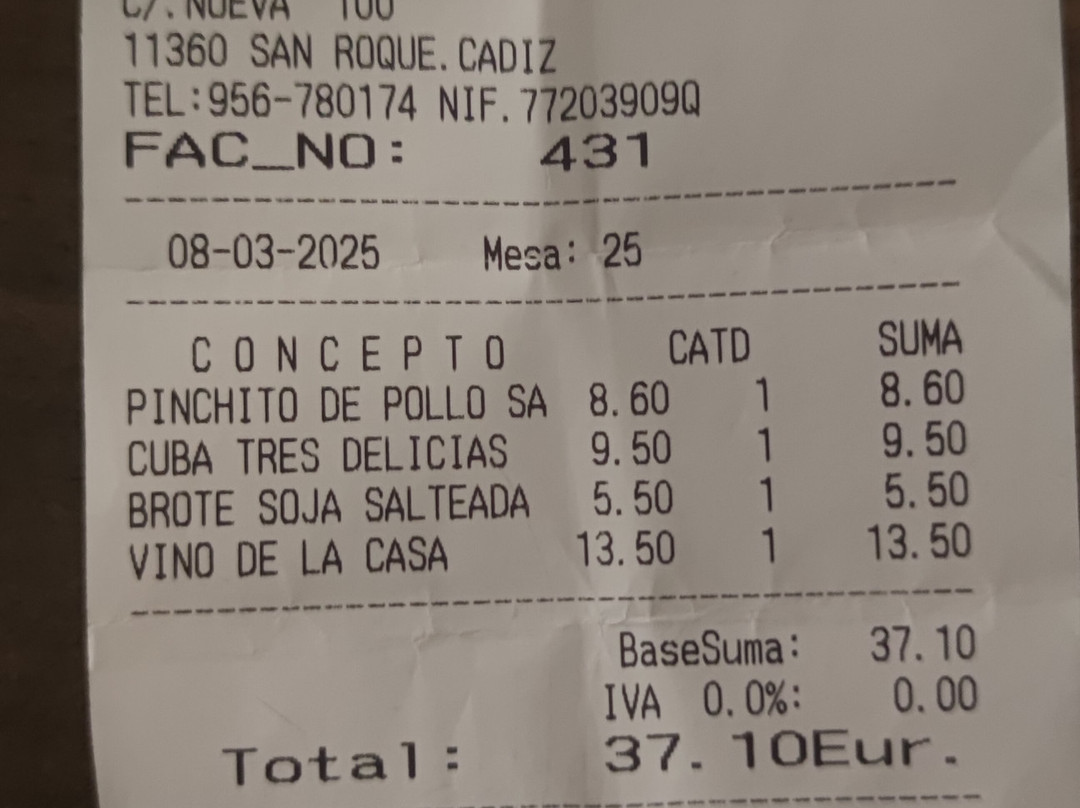 C/. NUEVA 100
11360 SAN ROQUE. CADIZ
TEL:956-780174 NIF. 77203909Q
FAC_NO: 431
08-03-2025 Mesa: 25
C O N C E P T O CATD SUMA
PINCHITO DE POLLO SA 8.60 1 8.60
CUBA TRES DELICIAS 9.50 1 9.50
BROTE SOJA SALTEADA 5.50 1 5.50
VINO DE LA CASA 13.50 1 13.50
BaseSuma: 37.10
IVA 0.0%: 0.00
Total: 37.10Eur.